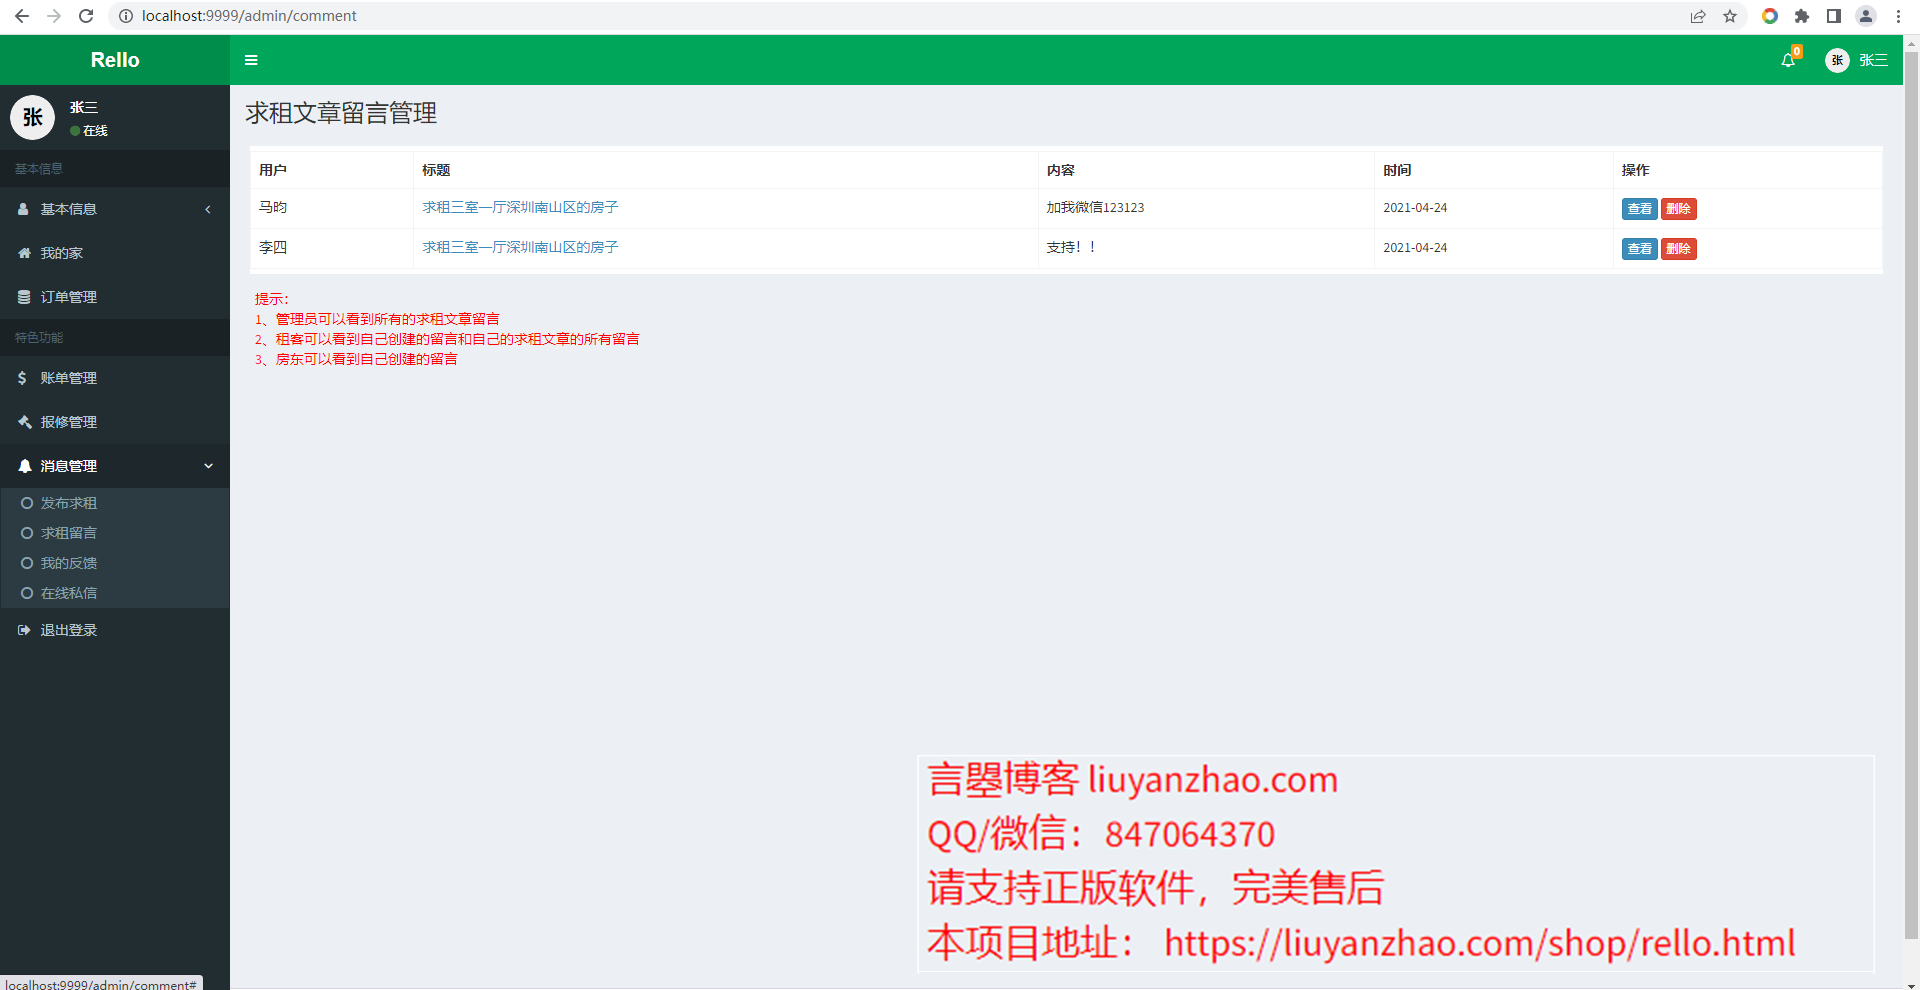 localhost:9999/admin/comment
Rello
0
张 张三
张
张三
在线
基本信息
基本信息
我的家
订单管理
特色功能
账单管理
报修管理
消息管理
发布求租
求租留言
我的反馈
在线私信
退出登录
求租文章留言管理
用户 标题 内容 时间 操作
马昀 求租三室一厅深圳南山区的房子 加我微信123123 2021-04-24 查看 删除
李四 求租三室一厅深圳南山区的房子 支持！！ 2021-04-24 查看 删除
提示：
1、管理员可以看到所有的求租文章留言
2、租客可以看到自己创建的留言和自己的求租文章的所有留言
3、房东可以看到自己创建的留言
言曌博客 liuyanzhao.com
QQ/微信：847064370
请支持正版软件，完美售后
本项目地址： https://liuyanzhao.com/shop/rello.html
localhost:9999/admin/comment#